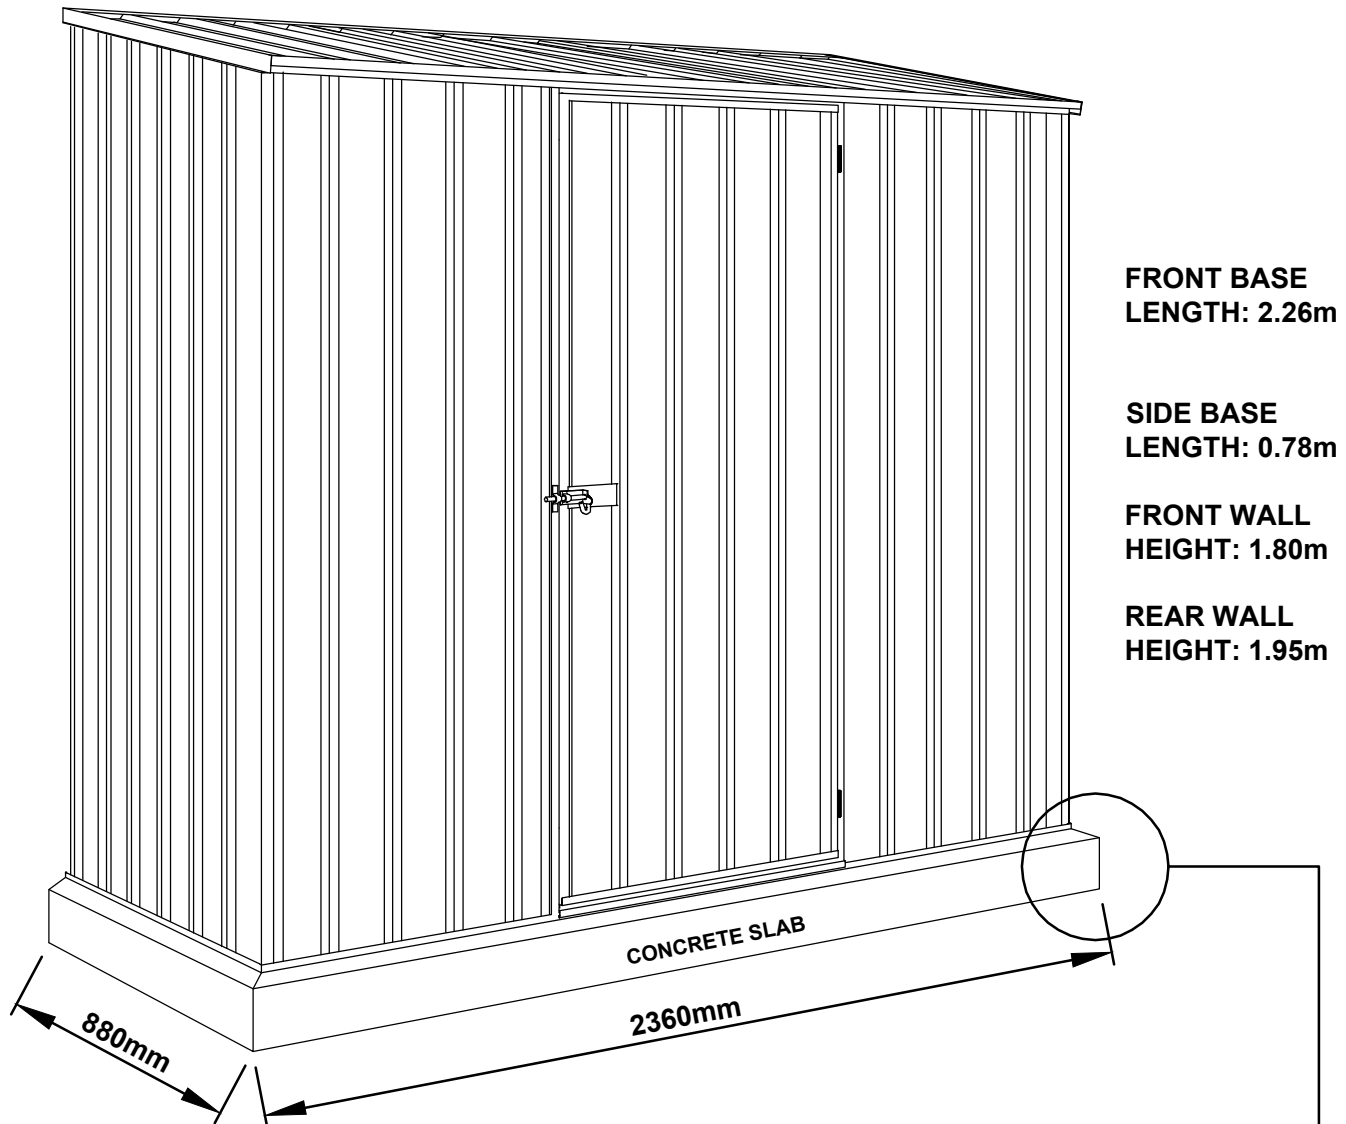 FRONT BASE
LENGTH: 2.26m
SIDE BASE
LENGTH: 0.78m
FRONT WALL
HEIGHT: 1.80m
REAR WALL
HEIGHT: 1.95m
CONCRETE SLAB
2360mm
880mm